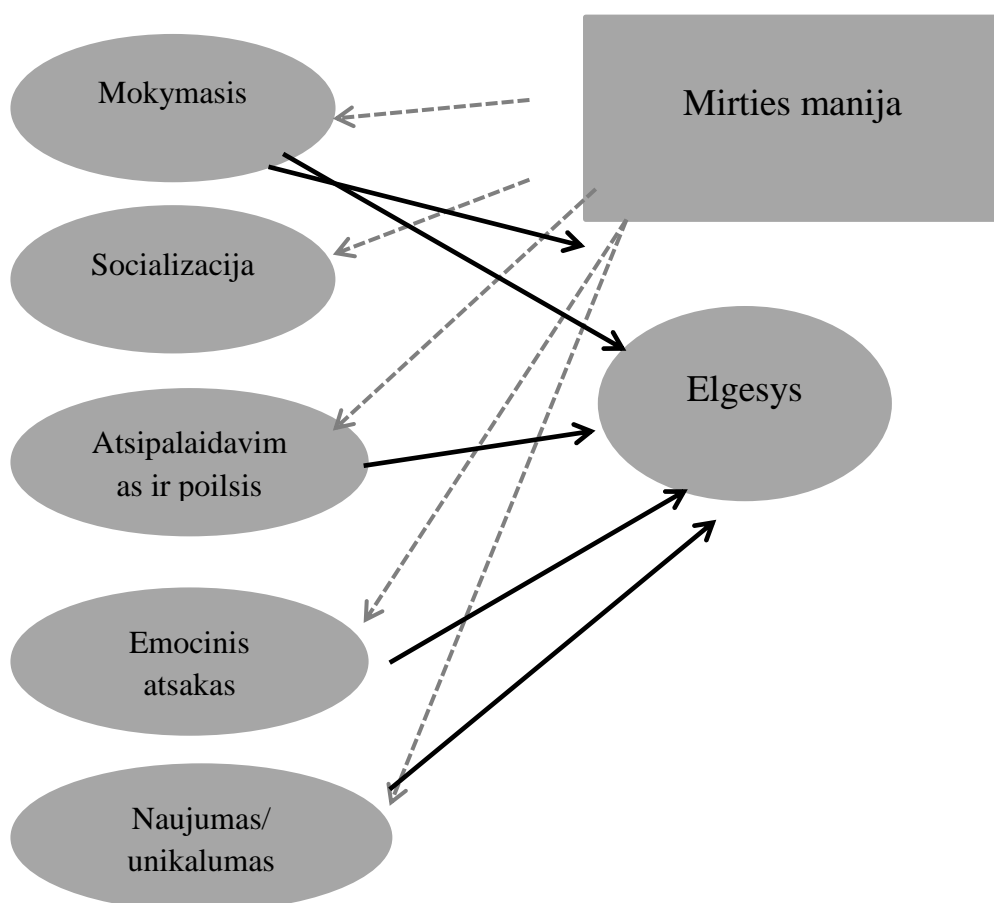 Mokymasis
Mirties manija
Socializacija
Elgesys
Atsipalaidavim
as ir poilsis
Emocinis
atsakas
Naujumas/
unikalumas